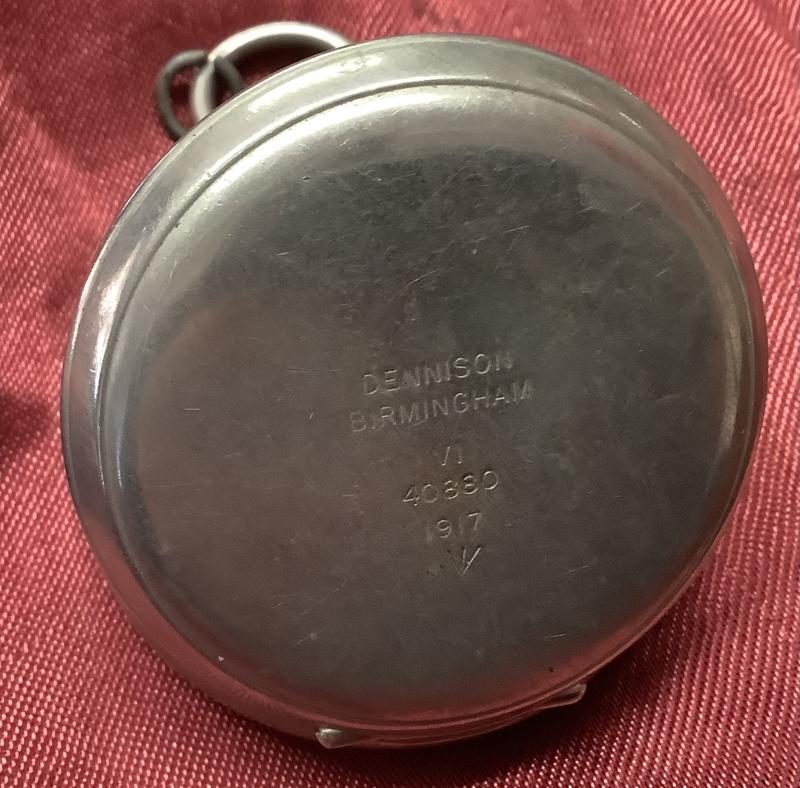 DENNISON
BIRMINGHAM
VI
40880
1917